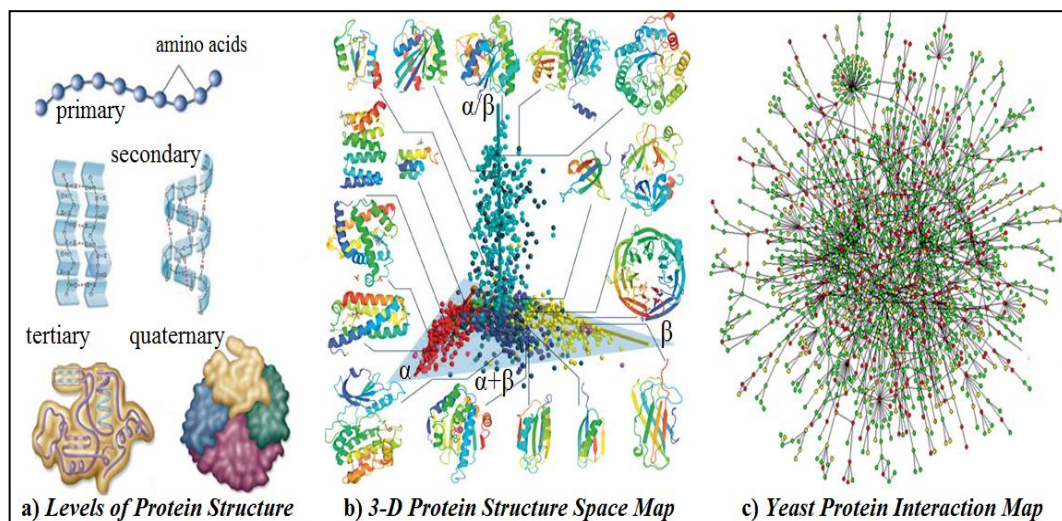 amino acids
primary
secondary
tertiary
quaternary
a) Levels of Protein Structure
α/β
α
α+β
β
b) 3-D Protein Structure Space Map
c) Yeast Protein Interaction Map